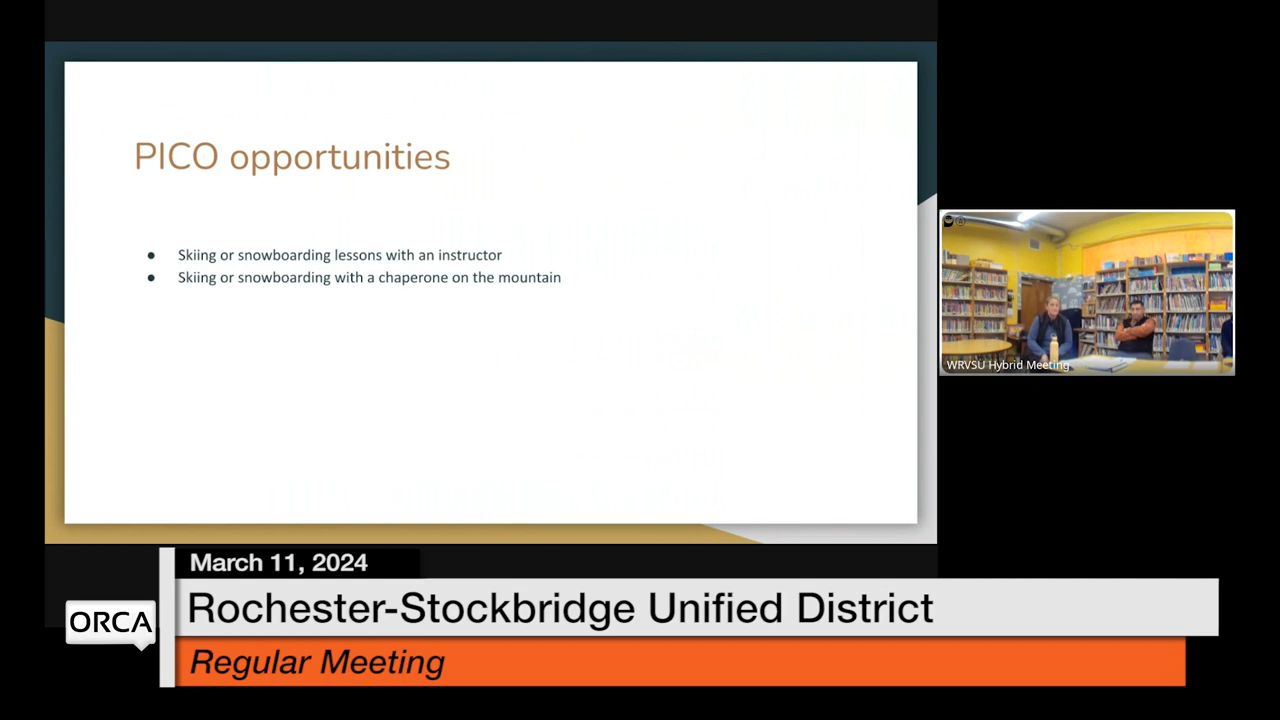 PICO opportunities
● Skiing or snowboarding lessons with an instructor
● Skiing or snowboarding with a chaperone on the mountain
WRVSU Hybrid Meeting
March 11, 2024
Rochester-Stockbridge Unified District
ORCA
Regular Meeting